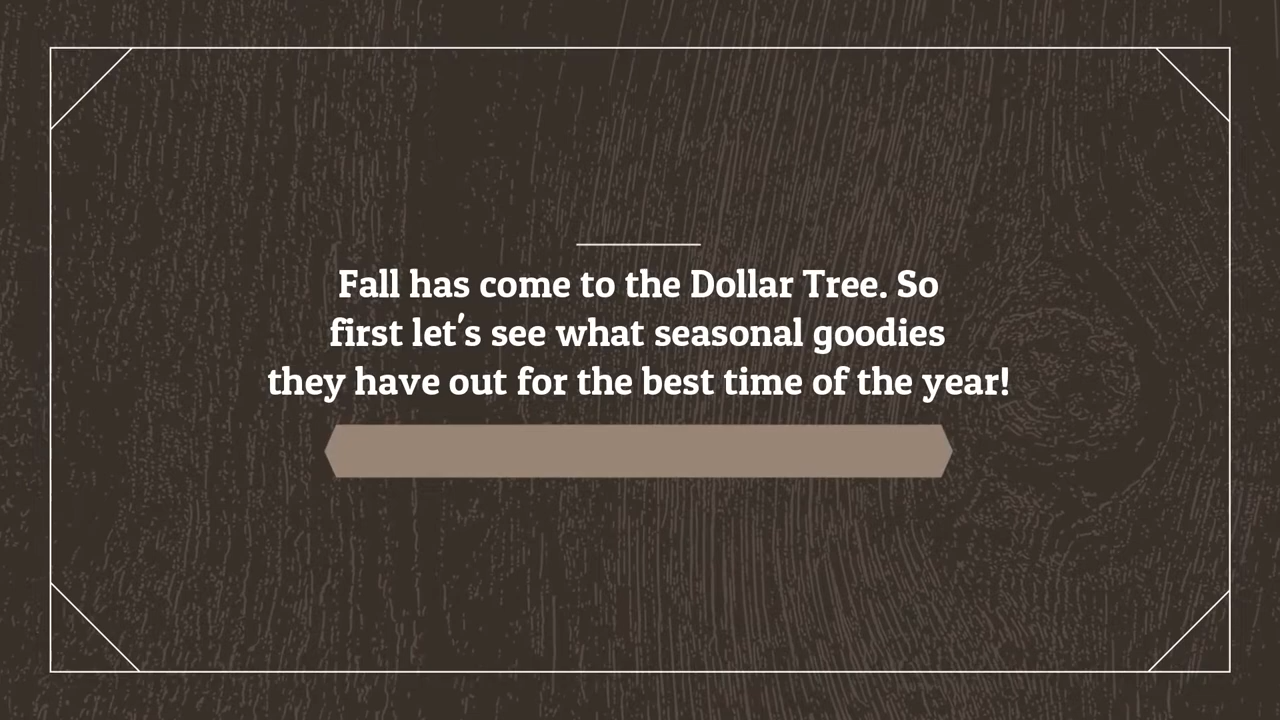 Fall has come to the Dollar Tree. So
first let's see what seasonal goodies
they have out for the best time of the year!